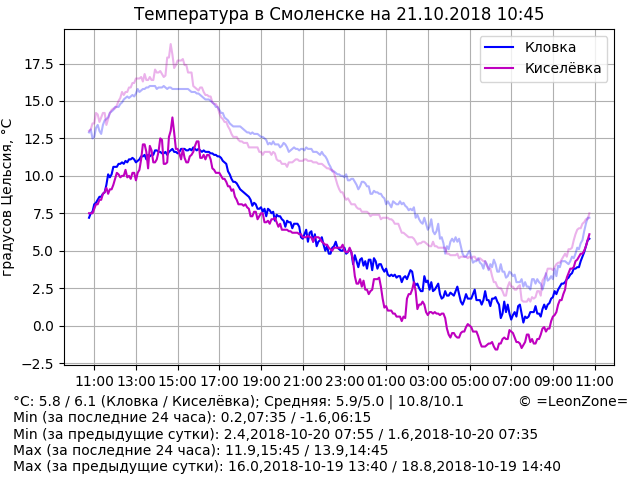 Температура в Смоленске на 21.10.2018 10:45
Кловка
Киселёвка
градусов Цельсия, °C
17.5
15.0
12.5
10.0
7.5
5.0
2.5
0.0
−2.5
11:00 13:00 15:00 17:00 19:00 21:00 23:00 01:00 03:00 05:00 07:00 09:00 11:00
°C: 5.8 / 6.1 (Кловка / Киселёвка); Средняя: 5.9/5.0 | 10.8/10.1 © =LeonZone=
Min (за последние 24 часа): 0.2,07:35 / -1.6,06:15
Min (за предыдущие сутки): 2.4,2018-10-20 07:55 / 1.6,2018-10-20 07:35
Max (за последние 24 часа): 11.9,15:45 / 13.9,14:45
Max (за предыдущие сутки): 16.0,2018-10-19 13:40 / 18.8,2018-10-19 14:40